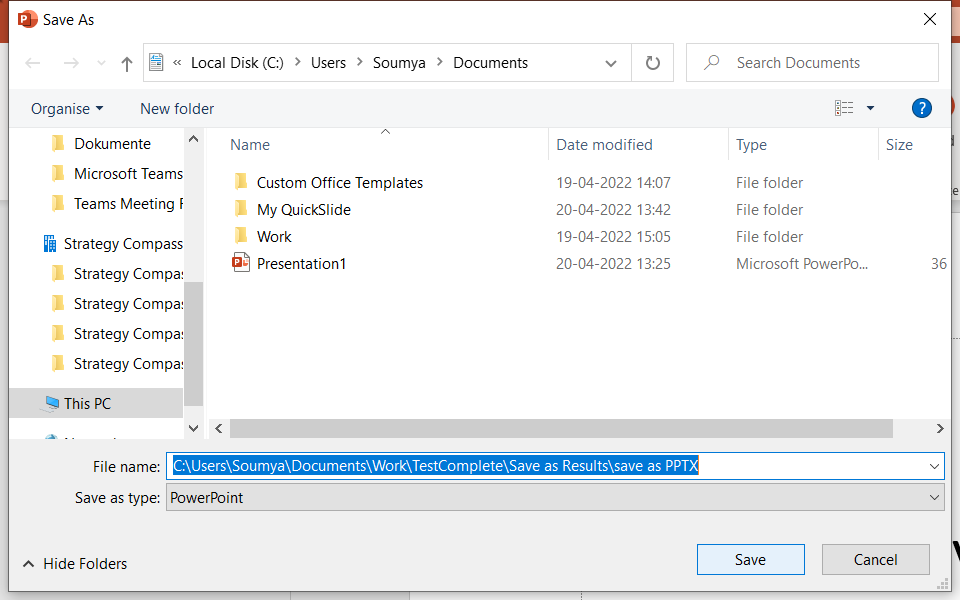 Save As
« Local Disk (C:) > Users > Soumya > Documents
Search Documents
Organise
New folder
?
Name
Date modified
Type
Size
Dokumente
Microsoft Teams
Teams Meeting
Strategy Compass
Strategy Compas
Strategy Compas
Strategy Compas
Strategy Compas
This PC
Custom Office Templates 19-04-2022 14:07 File folder
My QuickSlide 20-04-2022 13:42 File folder
Work 19-04-2022 15:05 File folder
Presentation1 20-04-2022 13:25 Microsoft PowerPo... 36
File name: C:\Users\Soumya\Documents\Work\TestComplete\Save as Results\save as PPTX
Save as type: PowerPoint
Hide Folders
Save
Cancel